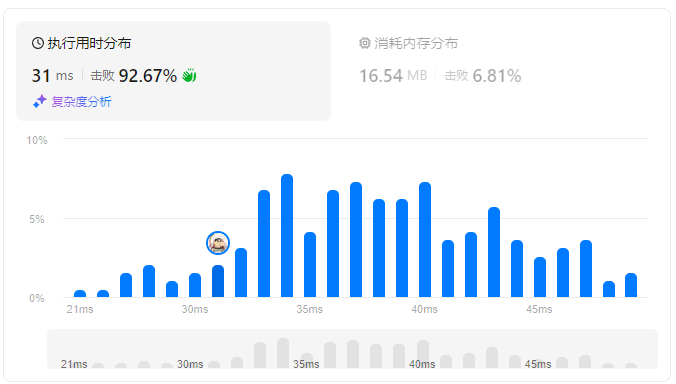 执行用时分布
31 ms 击败 92.67%
复杂度分析
消耗内存分布
16.54 MB 击败 6.81%
10%
5%
0%
21ms 30ms 35ms 40ms 45ms
21ms 30ms 35ms 40ms 45ms